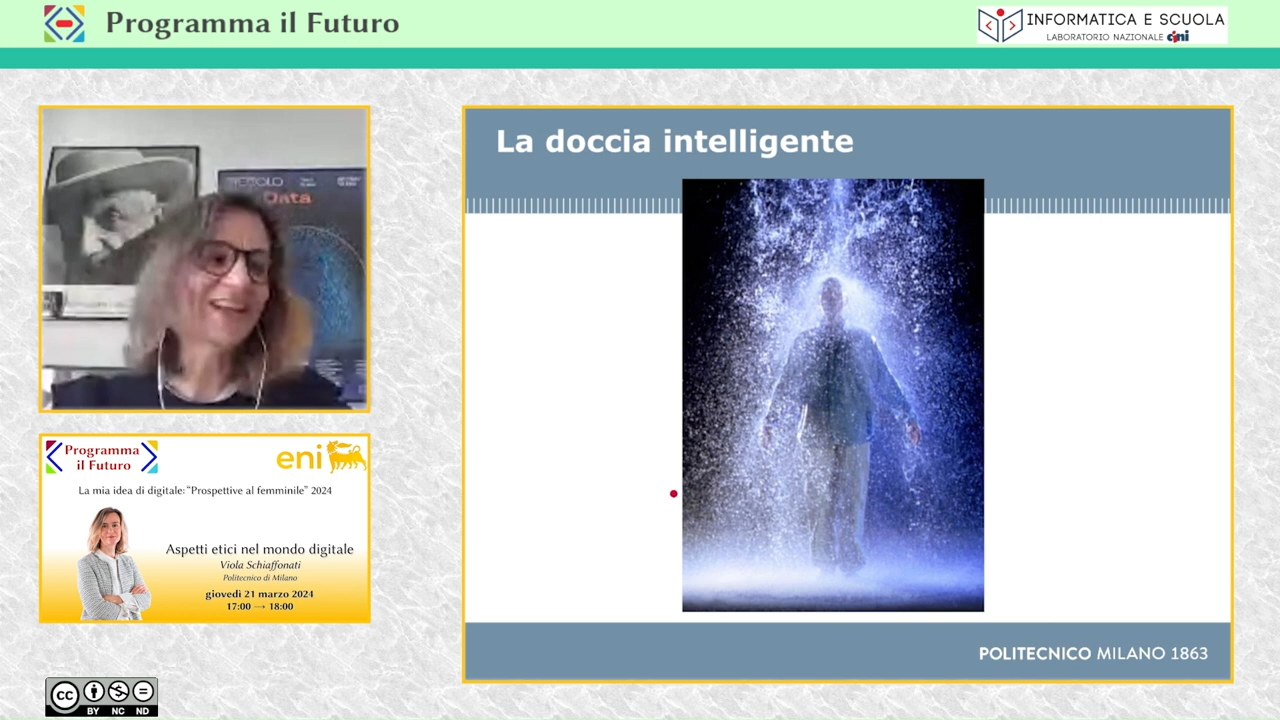 Programma il Futuro
INFORMATICA E SCUOLA
LABORATORIO NAZIONALE cini
La doccia intelligente
Data
Programma
il Futuro
eni
La mia idea di digitale: “Prospettive al femminile” 2024
Aspetti etici nel mondo digitale
Viola Schiaffonati
Politecnico di Milano
giovedì 21 marzo 2024
17:00 → 18:00
POLITECNICO MILANO 1863
cc
BY NC ND